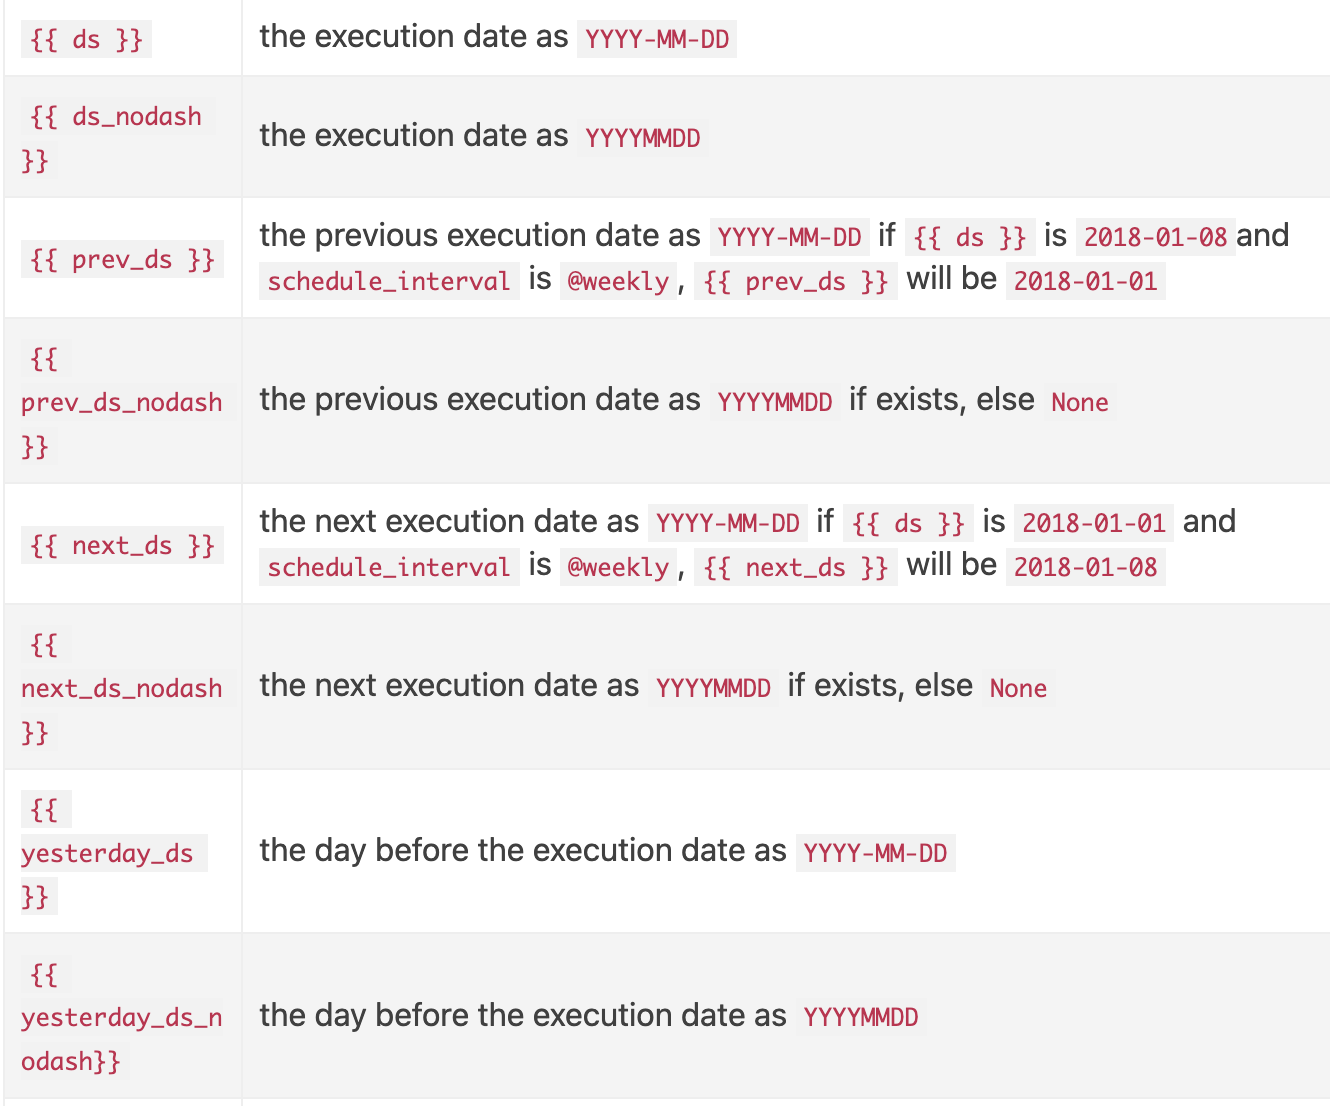 {{ ds }}
the execution date as YYYY-MM-DD
{{ ds_nodash
}}
the execution date as YYYYMMDD
{{ prev_ds }}
the previous execution date as YYYY-MM-DD if {{ ds }} is 2018-01-08 and
schedule_interval is @weekly, {{ prev_ds }} will be 2018-01-01
{{
prev_ds_nodash
}}
the previous execution date as YYYYMMDD if exists, else None
{{ next_ds }}
the next execution date as YYYY-MM-DD if {{ ds }} is 2018-01-01 and
schedule_interval is @weekly, {{ next_ds }} will be 2018-01-08
{{
next_ds_nodash
}}
the next execution date as YYYYMMDD if exists, else None
{{
yesterday_ds
}}
the day before the execution date as YYYY-MM-DD
{{
yesterday_ds_n
odash}}
the day before the execution date as YYYYMMDD